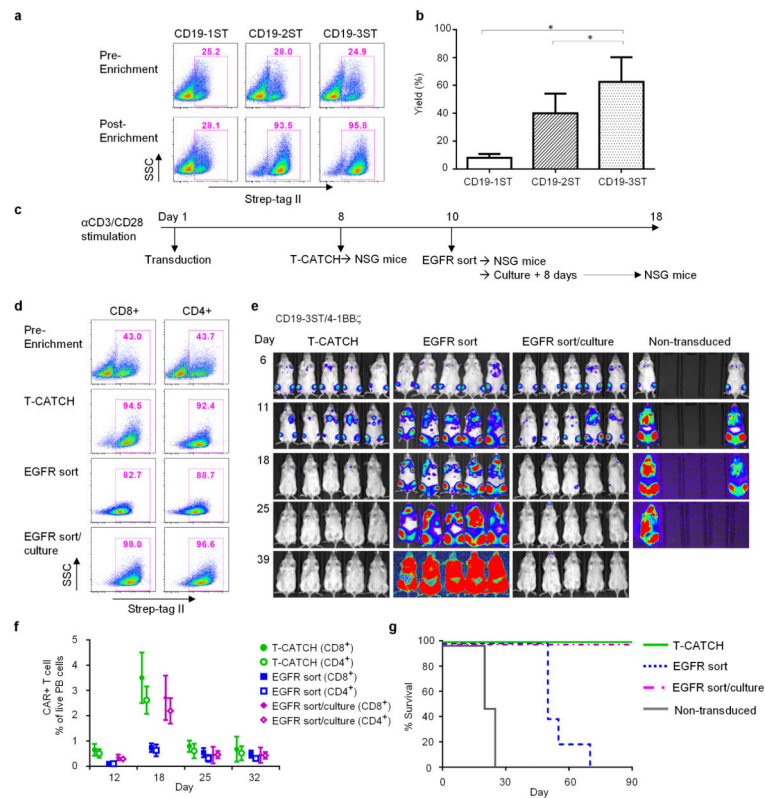 a
CD19-1ST CD19-2ST CD19-3ST
Pre-
Enrichment
25.2 28.0 24.9
Post-
Enrichment
28.1 93.5 95.8
SSC
Strep-tag II
b
Yield (%)
100
80
60
40
20
0
* *
CD19-1ST CD19-2ST CD19-3ST
c
αCD3/CD28
stimulation
Day 1 8 10 18
Transduction T-CATCH→ NSG mice EGFR sort → NSG mice
→ Culture + 8 days → NSG mice
d
CD8+ CD4+
Pre-
Enrichment
43.0 43.7
T-CATCH
94.5 92.4
EGFR sort
82.7 88.7
EGFR sort/
culture
98.0 96.6
SSC
Strep-tag II
e
CD19-3ST/4-1BBζ
Day T-CATCH EGFR sort EGFR sort/culture Non-transduced
6
11
18
25
39
f
CAR+ T cell
% of live PB cells
5
4
3
2
1
0
12 18 25 32
Day
T-CATCH (CD8+)
T-CATCH (CD4+)
EGFR sort (CD8+)
EGFR sort (CD4+)
EGFR sort/culture (CD8+)
EGFR sort/culture (CD4+)
g
% Survival
100
80
60
40
20
0
0 30 60 90
Day
T-CATCH
EGFR sort
EGFR sort/culture
Non-transduced